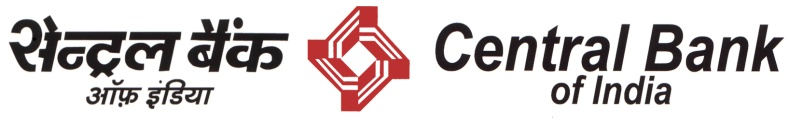 सेन्ट्रल बैंक
ऑफ़ इंडिया
Central Bank
of India